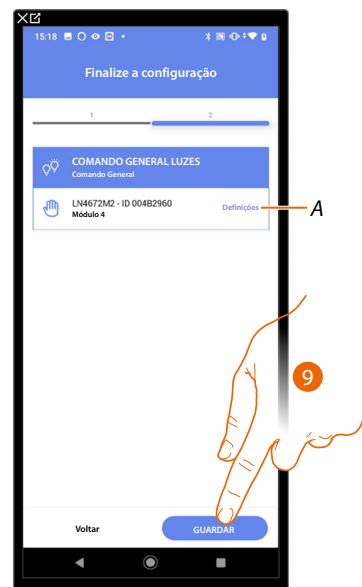 15:18
Finalize a configuração
1 2
COMANDO GENERAL LUZES
Comando General
LN4672M2 - ID 004B2960
Módulo 4
Definições
A
9
Voltar
GUARDAR